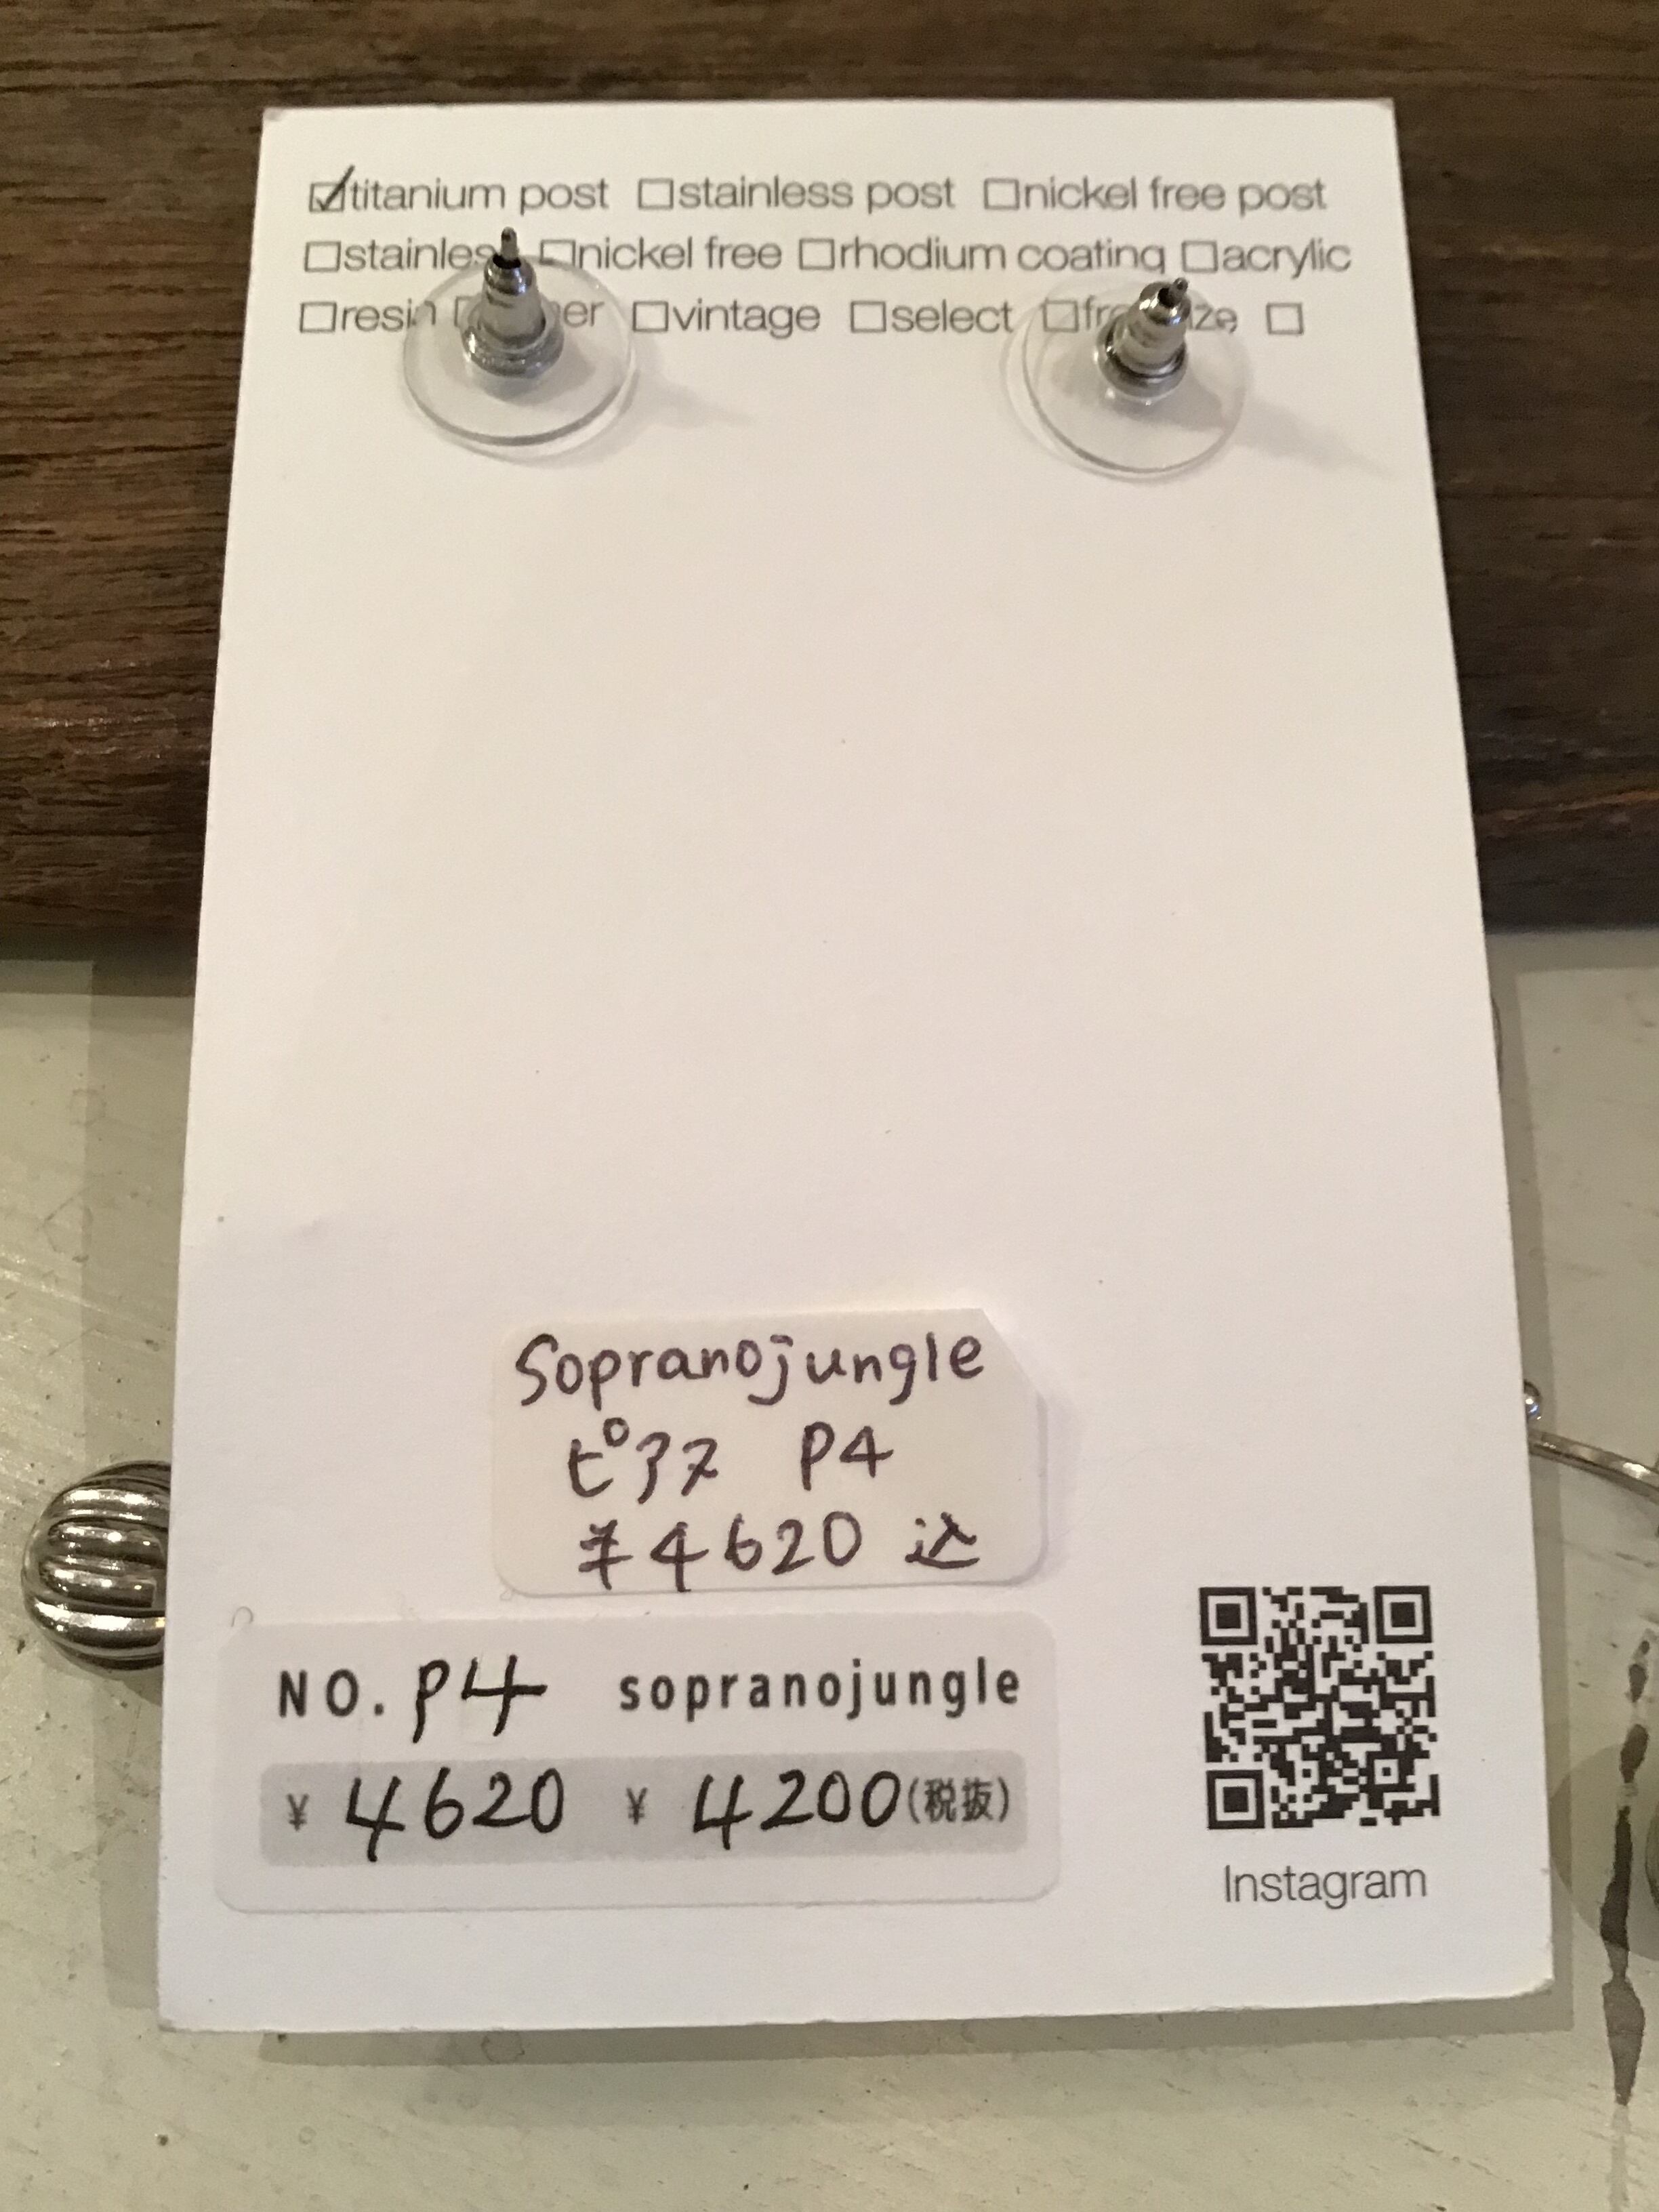 ☑titanium post ☐stainless post ☐nickel free post
☐nickel free ☐rhodium coating ☐acrylic
☐resin ☐vintage ☐select ☐
Sopranojungle
ピアス P4
¥4620 込
NO. P4 sopranojungle
¥ 4620 ¥ 4200(税抜)
Instagram